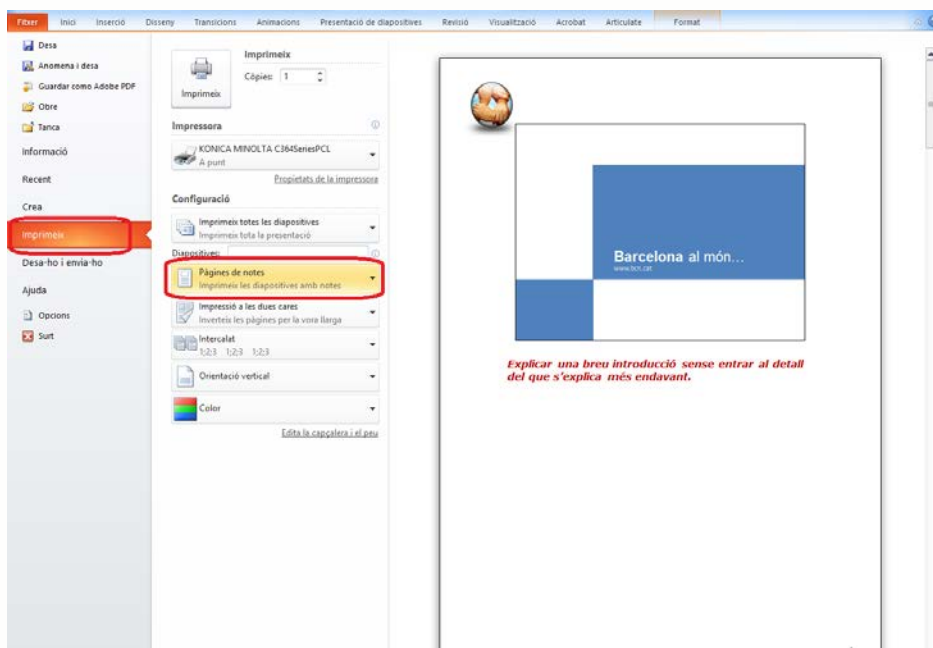 Fitxer Inici Inserció Disseny Transicions Animacions Presentació de diapositives Revisió Visualització Acrobat Articulate Format
Desa
Anomena i desa
Guardar como Adobe PDF
Obre
Tanca
Informació
Recent
Crea
Imprimeix
Desa-ho i envia-ho
Ajuda
Opcions
Surt
Imprimeix
Còpies: 1
Imprimeix
Impressora
KONICA MINOLTA C364SeriesPCL
A punt
Propietats de la impressora
Configuració
Imprimeix totes les diapositives
Imprimeix tota la presentació
Diapositives:
Pàgines de notes
Imprimeix les diapositives amb notes
Impressió a les dues cares
Inverteix les pàgines per la vora llarga
Intercalat
1;2;3 1;2;3 1;2;3
Orientació vertical
Color
Edita la capçalera i el peu
Barcelona al món...
www.bcn.cat
Explicar una breu introducció sense entrar al detall
del que s'explica més endavant.